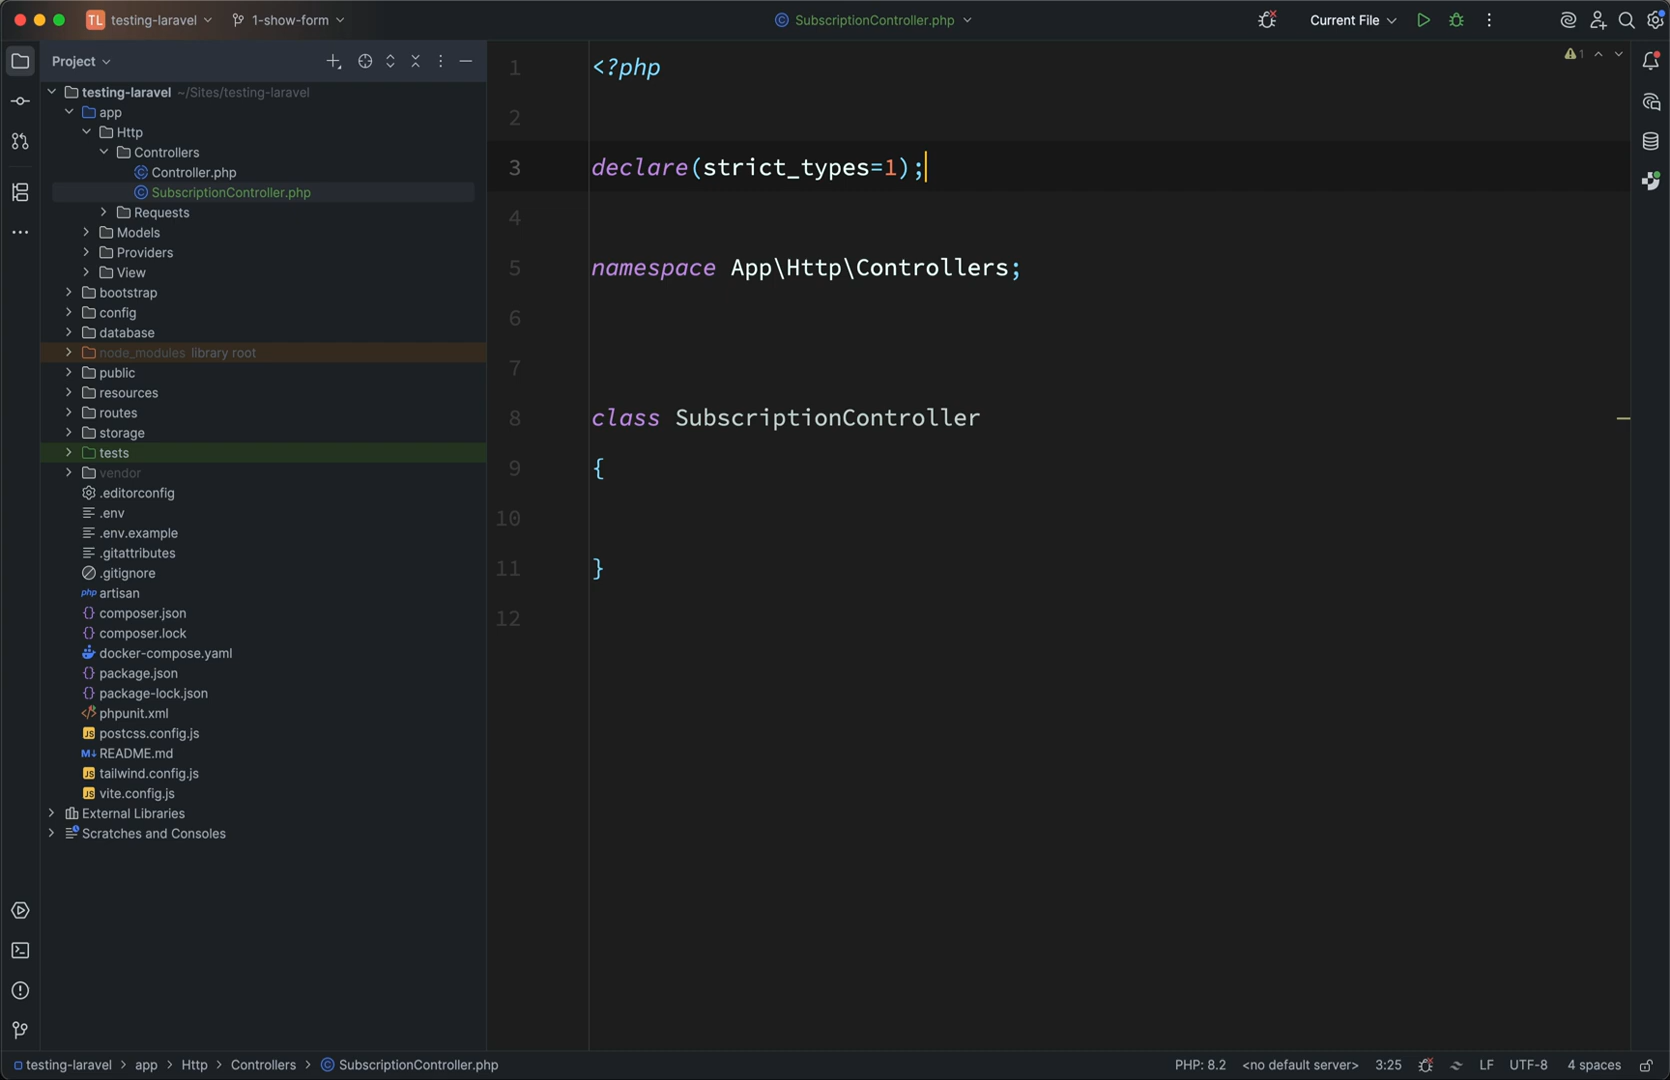 TL testing-laravel
1-show-form
SubscriptionController.php
Current File
Project
testing-laravel ~/Sites/testing-laravel
app
Http
Controllers
Controller.php
SubscriptionController.php
Requests
Models
Providers
View
bootstrap
config
database
node_modules library root
public
resources
routes
storage
tests
vendor
.editorconfig
.env
.env.example
.gitattributes
.gitignore
php artisan
composer.json
composer.lock
docker-compose.yaml
package.json
package-lock.json
phpunit.xml
JS postcss.config.js
M↓ README.md
JS tailwind.config.js
JS vite.config.js
External Libraries
Scratches and Consoles
1
1 <?php
2
3 declare(strict_types=1);
4
5 namespace App\Http\Controllers;
6
7
8 class SubscriptionController
9 {
10
11 }
12
testing-laravel > app > Http > Controllers > SubscriptionController.php
PHP: 8.2 <no default server> 3:25 LF UTF-8 4 spaces